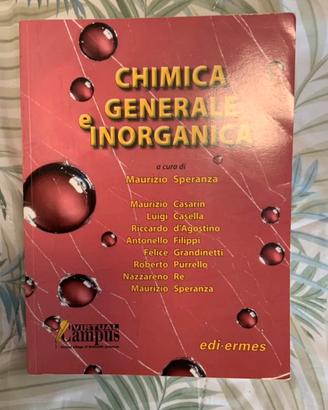 CHIMICA
GENERALE
e INORGANICA
a cura di
Maurizio Speranza
Maurizio Casarin
Luigi Casella
Riccardo d'Agostino
Antonello Filippi
Felice Grandinetti
Roberto Purrello
Nazzareno Re
Maurizio Speranza
VIRTUAL
Campus
edi·ermes